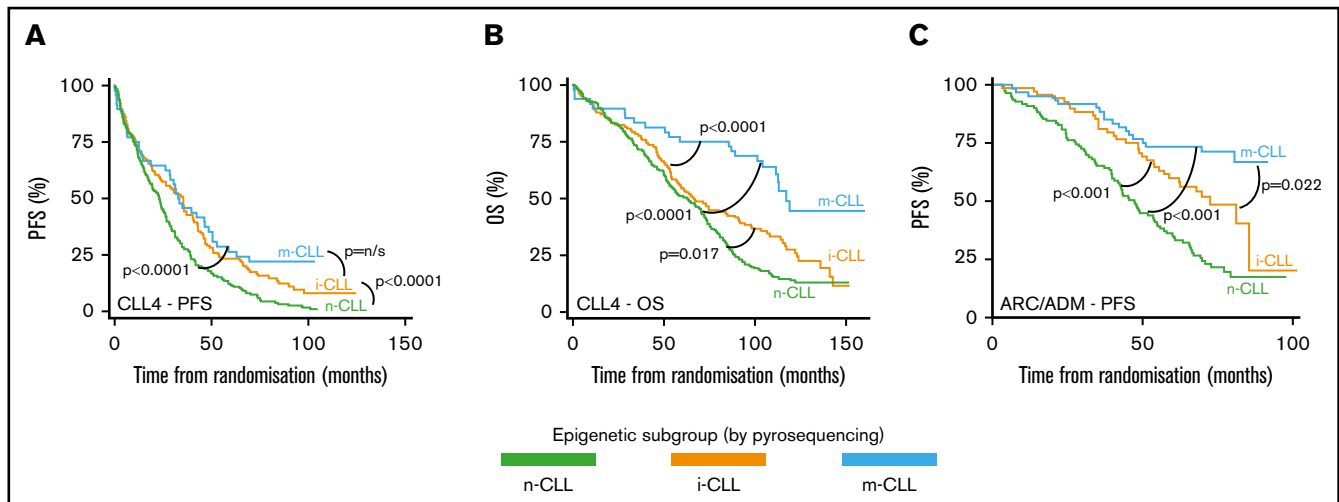 A
PFS (%)
100
75
50
25
0
0 50 100 150
Time from randomisation (months)
CLL4 - PFS
p<0.0001
m-CLL
p=n/s
i-CLL
p<0.0001
n-CLL
B
OS (%)
100
75
50
25
0
0 50 100 150
Time from randomisation (months)
CLL4 - OS
p<0.0001
p<0.0001
p=0.017
m-CLL
i-CLL
n-CLL
C
PFS (%)
100
75
50
25
0
0 50 100
Time from randomisation (months)
ARC/ADM - PFS
p<0.001
p<0.001
m-CLL
p=0.022
i-CLL
n-CLL
Epigenetic subgroup (by pyrosequencing)
n-CLL i-CLL m-CLL